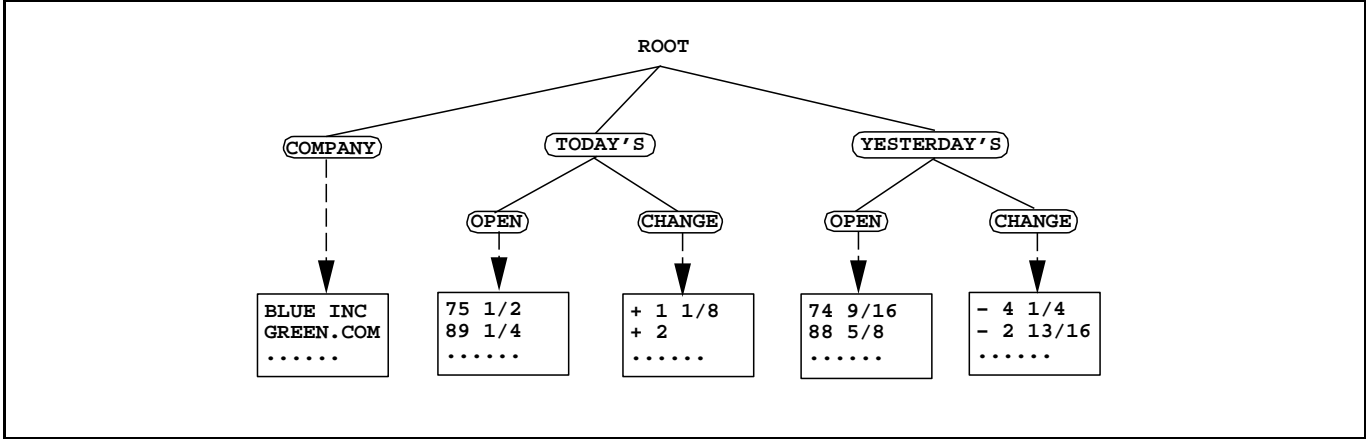 ROOT
COMPANY
TODAY'S
YESTERDAY'S
OPEN
CHANGE
OPEN
CHANGE
BLUE INC
GREEN.COM
......
75 1/2
89 1/4
......
+ 1 1/8
+ 2
......
74 9/16
88 5/8
......
- 4 1/4
- 2 13/16
......